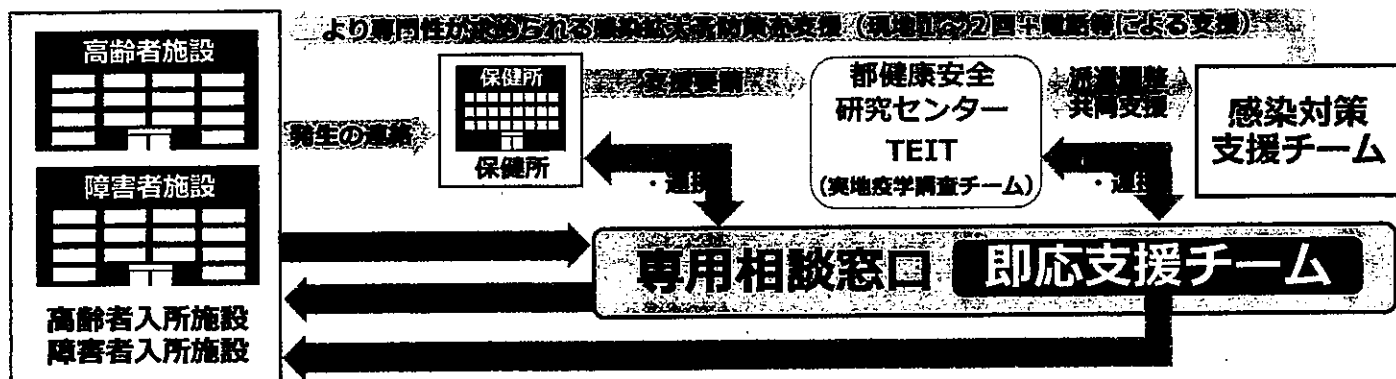 より専門性が求められる感染拡大予防策等支援（現地1～2回＋電話等による支援）
高齢者施設
障害者施設
高齢者入所施設
障害者入所施設
発生の連絡
保健所
保健所
支援要請
都健康安全
研究センター
TEIT
（実地疫学調査チーム）
派遣調整
共同支援
感染対策
支援チーム
・連携
・連携
専用相談窓口
即応支援チーム